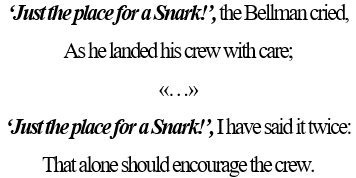 ‘Just the place for a Snark!’, the Bellman cried,
As he landed his crew with care;
«…»
‘Just the place for a Snark!’, I have said it twice:
That alone should encourage the crew.